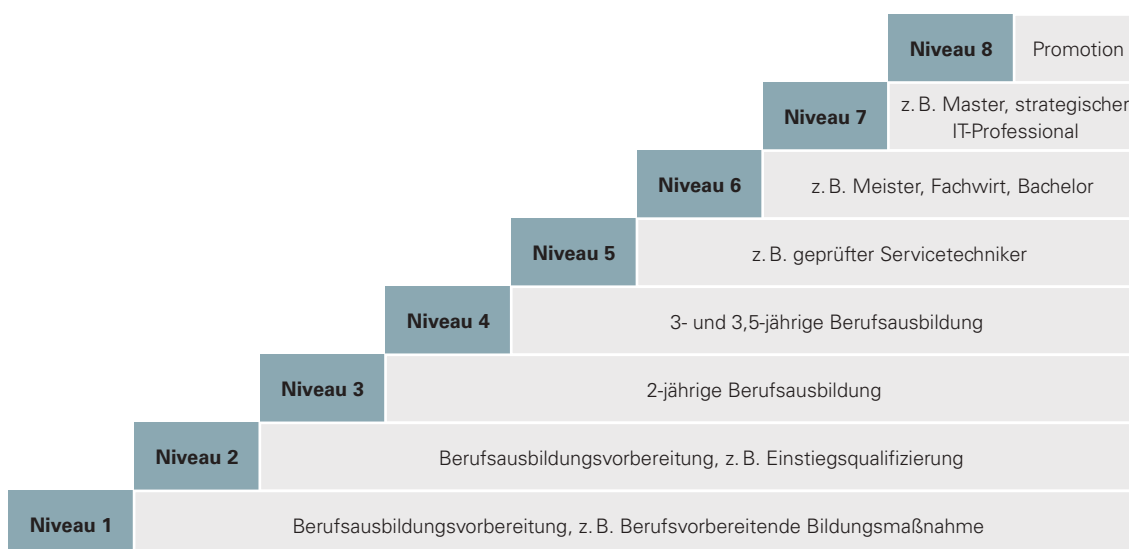 Niveau 8 Promotion
Niveau 7 z. B. Master, strategischer
IT-Professional
Niveau 6 z. B. Meister, Fachwirt, Bachelor
Niveau 5 z. B. geprüfter Servicetechniker
Niveau 4 3- und 3,5-jährige Berufsausbildung
Niveau 3 2-jährige Berufsausbildung
Niveau 2 Berufsausbildungsvorbereitung, z. B. Einstiegsqualifizierung
Niveau 1 Berufsausbildungsvorbereitung, z. B. Berufsvorbereitende Bildungsmaßnahme